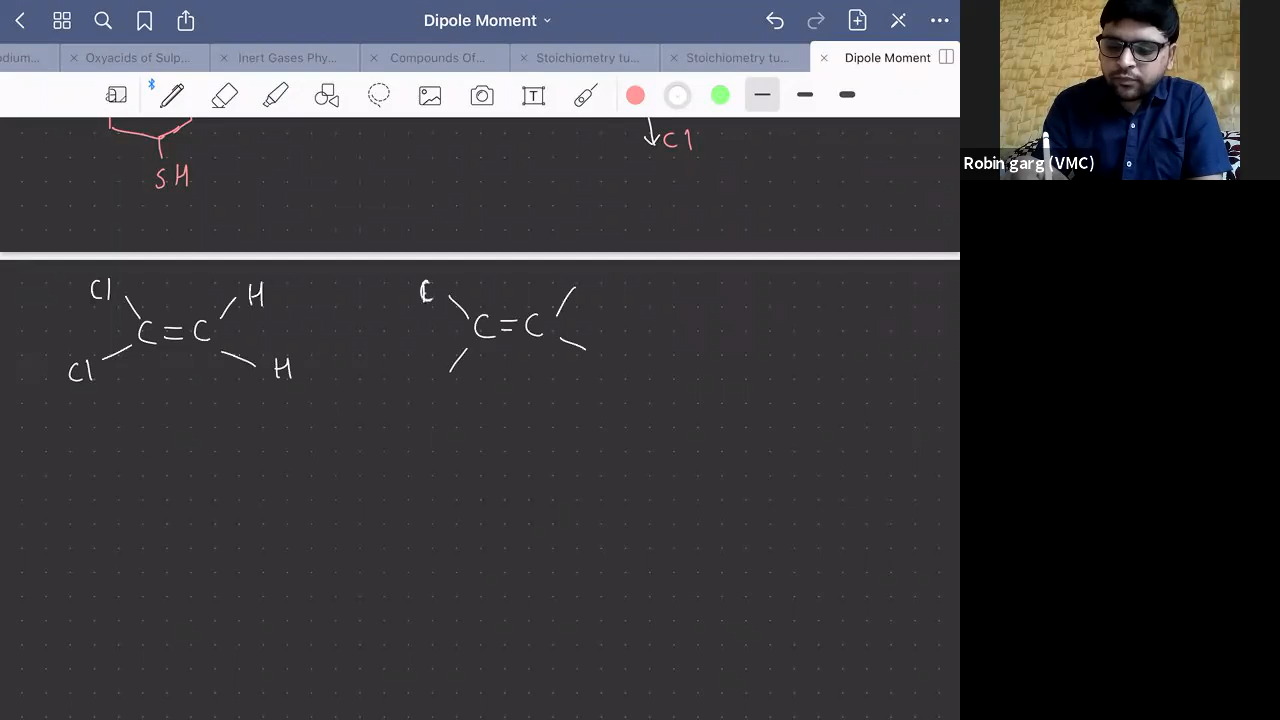 Dipole Moment
odium...
Oxyacids of Sulp...
Inert Gases Phy...
Compounds Of...
Stoichiometry tu...
Stoichiometry tu...
Dipole Moment
T
Cl
SH
Robin garg (VMC)
Cl H C
C=C C=C
Cl H